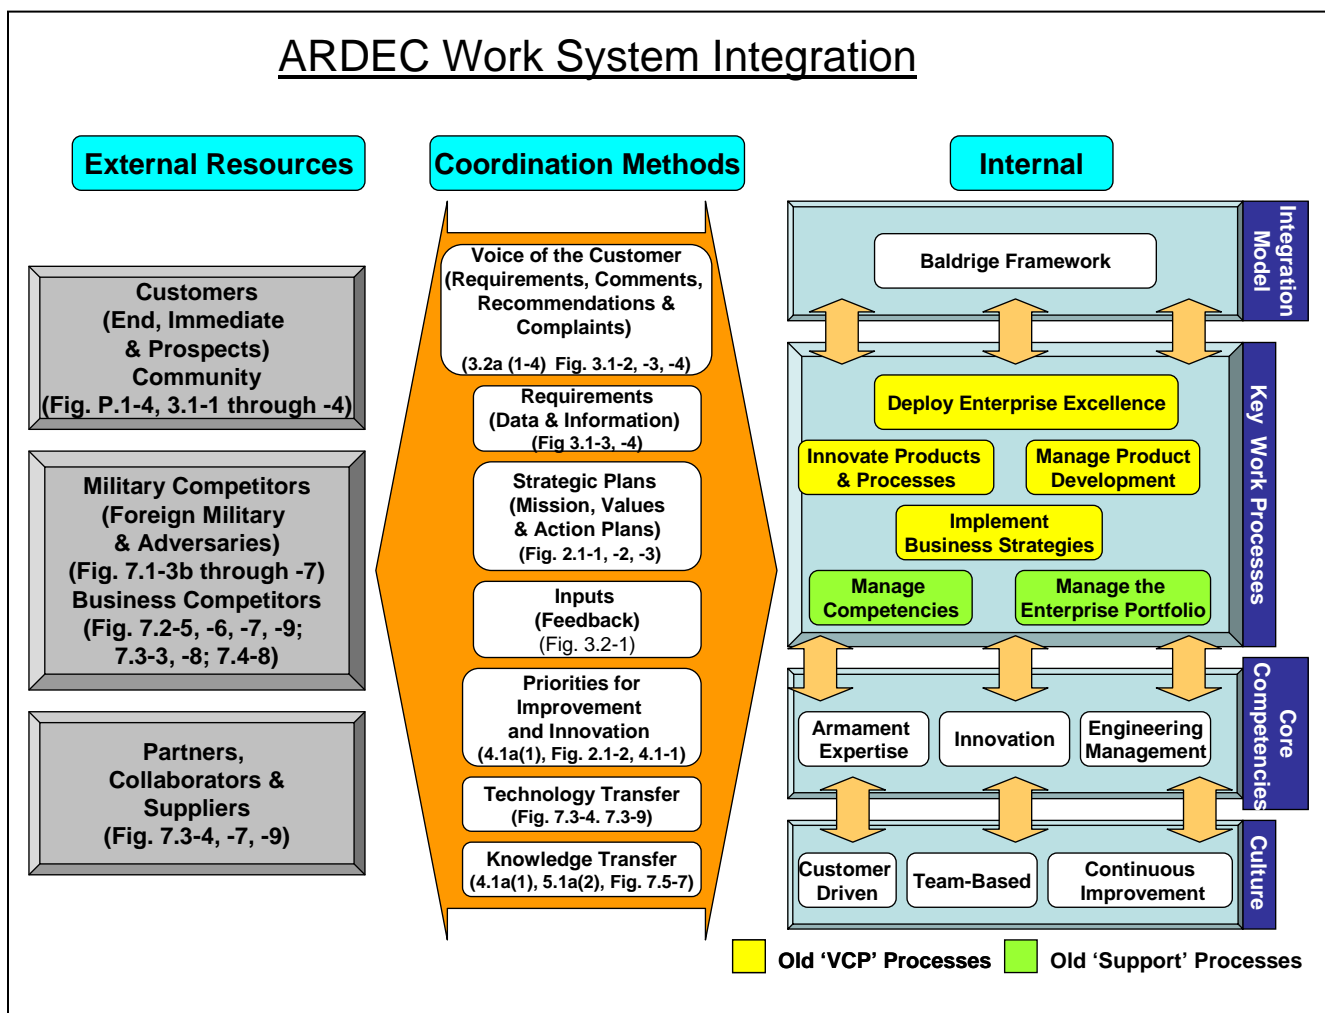 ARDEC Work System Integration
External Resources
Customers
(End, Immediate
& Prospects)
Community
(Fig. P.1-4, 3.1-1 through -4)
Military Competitors
(Foreign Military
& Adversaries)
(Fig. 7.1-3b through -7)
Business Competitors
(Fig. 7.2-5, -6, -7, -9;
7.3-3, -8; 7.4-8)
Partners,
Collaborators &
Suppliers
(Fig. 7.3-4, -7, -9)
Coordination Methods
Voice of the Customer
(Requirements, Comments,
Recommendations &
Complaints)
(3.2a (1-4) Fig. 3.1-2, -3, -4)
Requirements
(Data & Information)
(Fig 3.1-3, -4)
Strategic Plans
(Mission, Values
& Action Plans)
(Fig. 2.1-1, -2, -3)
Inputs
(Feedback)
(Fig. 3.2-1)
Priorities for
Improvement
and Innovation
(4.1a(1), Fig. 2.1-2, 4.1-1)
Technology Transfer
(Fig. 7.3-4. 7.3-9)
Knowledge Transfer
(4.1a(1), 5.1a(2), Fig. 7.5-7)
Internal
Baldrige Framework
Integration
Model
Deploy Enterprise Excellence
Innovate Products
& Processes
Manage Product
Development
Implement
Business Strategies
Manage
Competencies
Manage the
Enterprise Portfolio
Key Work Processes
Armament
Expertise
Innovation
Engineering
Management
Core
Competencies
Customer
Driven
Team-Based
Continuous
Improvement
Culture
Old ‘VCP’ Processes
Old ‘Support’ Processes